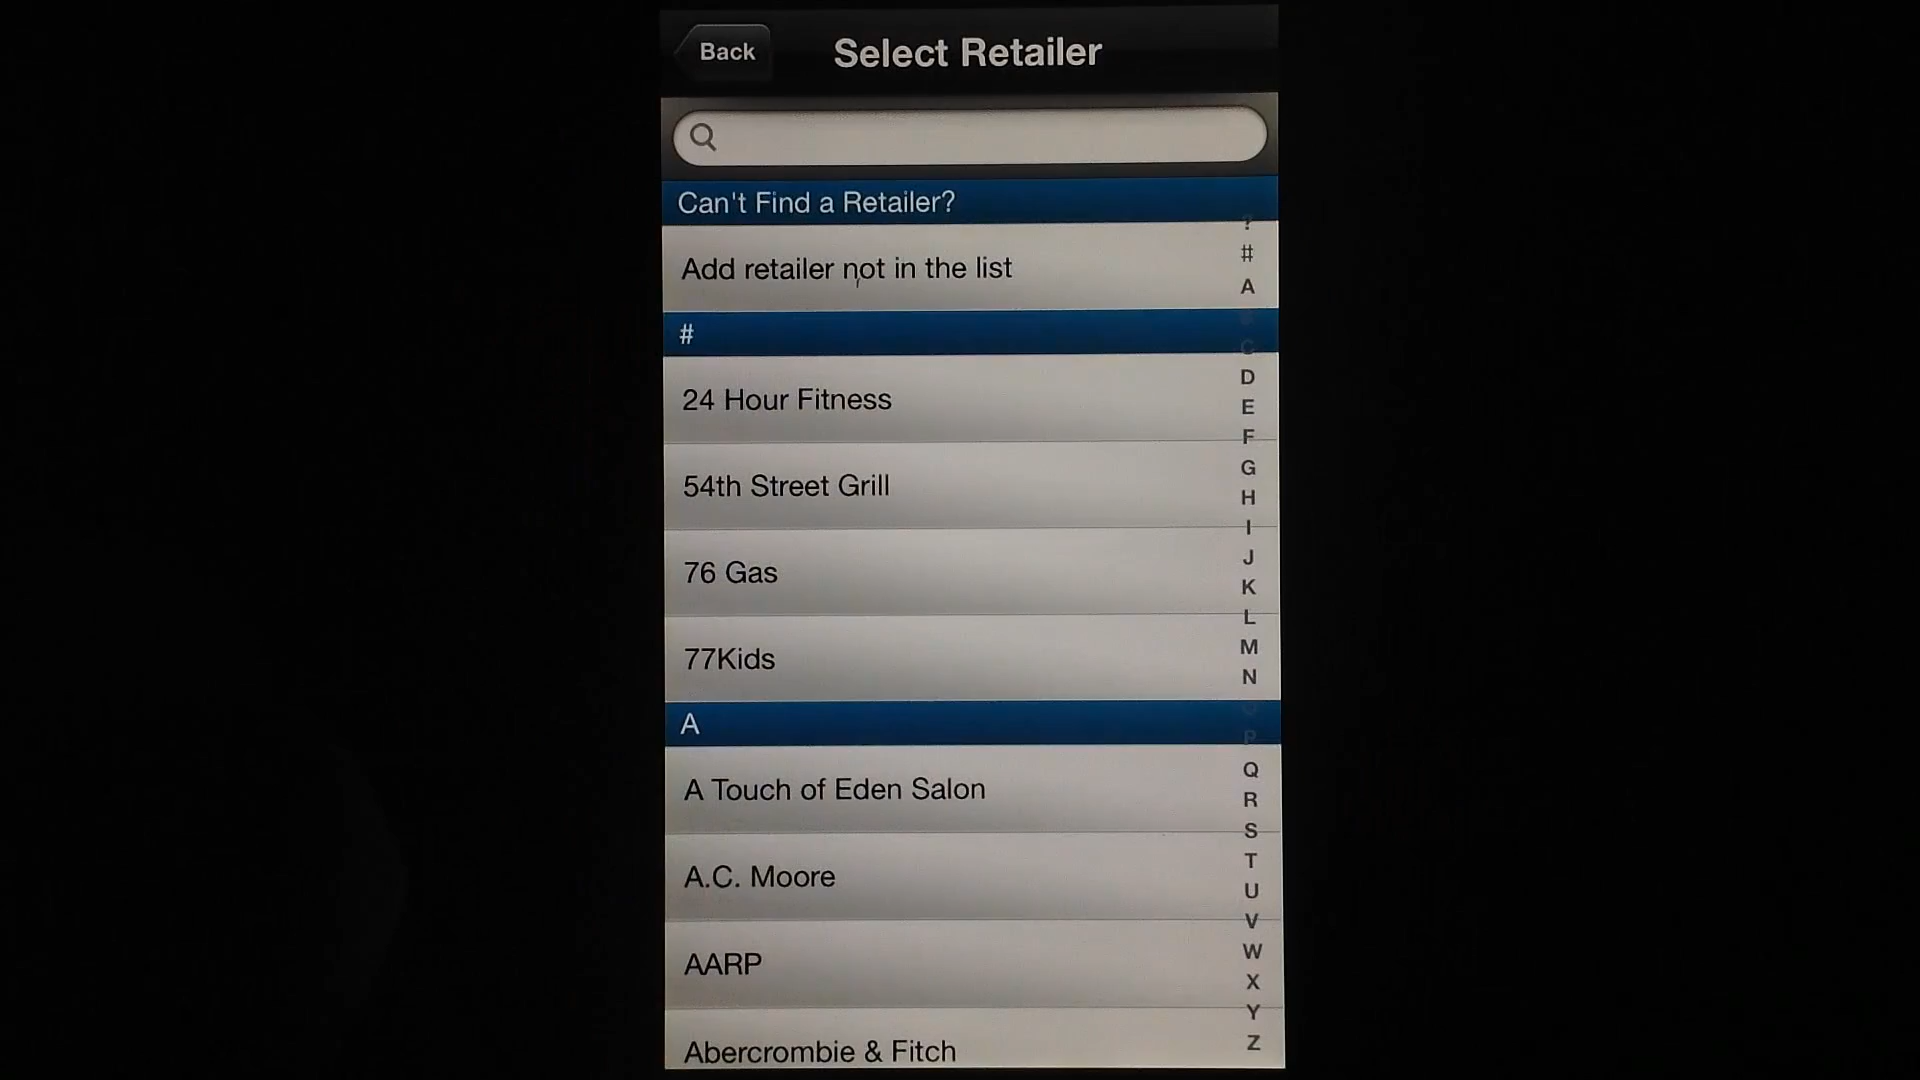 Back
Select Retailer
Can't Find a Retailer?
Add retailer not in the list
#
24 Hour Fitness
54th Street Grill
76 Gas
77Kids
A
A Touch of Eden Salon
A.C. Moore
AARP
Abercrombie & Fitch
?
#
A
C
D
E
F
G
H
I
J
K
L
M
N
P
Q
R
S
T
U
V
W
X
Y
Z